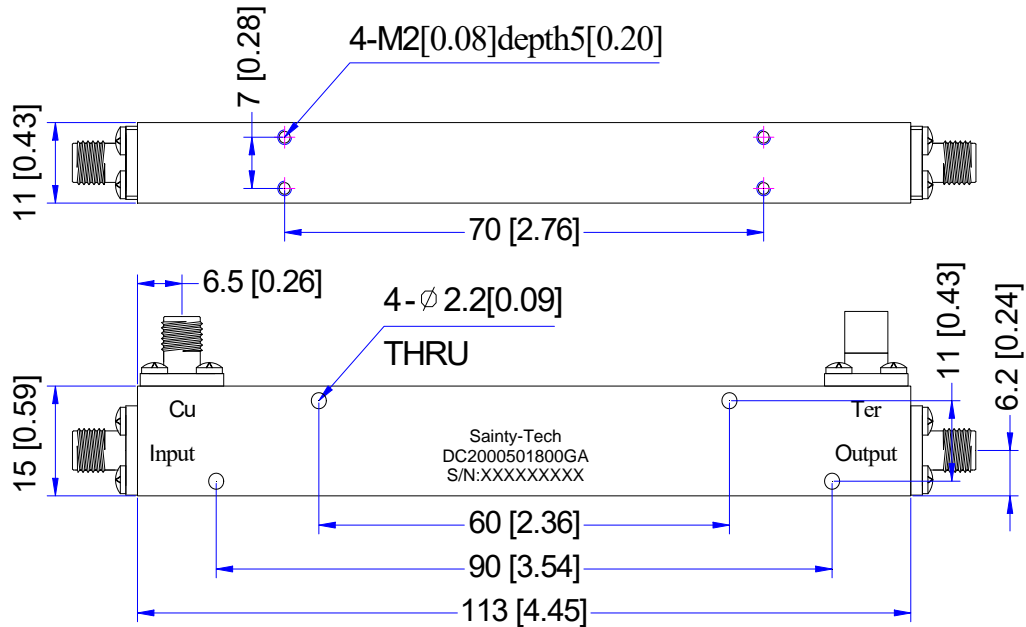 7 [0.28]
4-M2[0.08]depth5[0.20]
11 [0.43]
70 [2.76]
6.5 [0.26]
4-∅2.2[0.09]
THRU
11 [0.43]
6.2 [0.24]
15 [0.59]
Cu
Ter
Input
Output
Sainty-Tech
DC2000501800GA
S/N:XXXXXXXXX
60 [2.36]
90 [3.54]
113 [4.45]